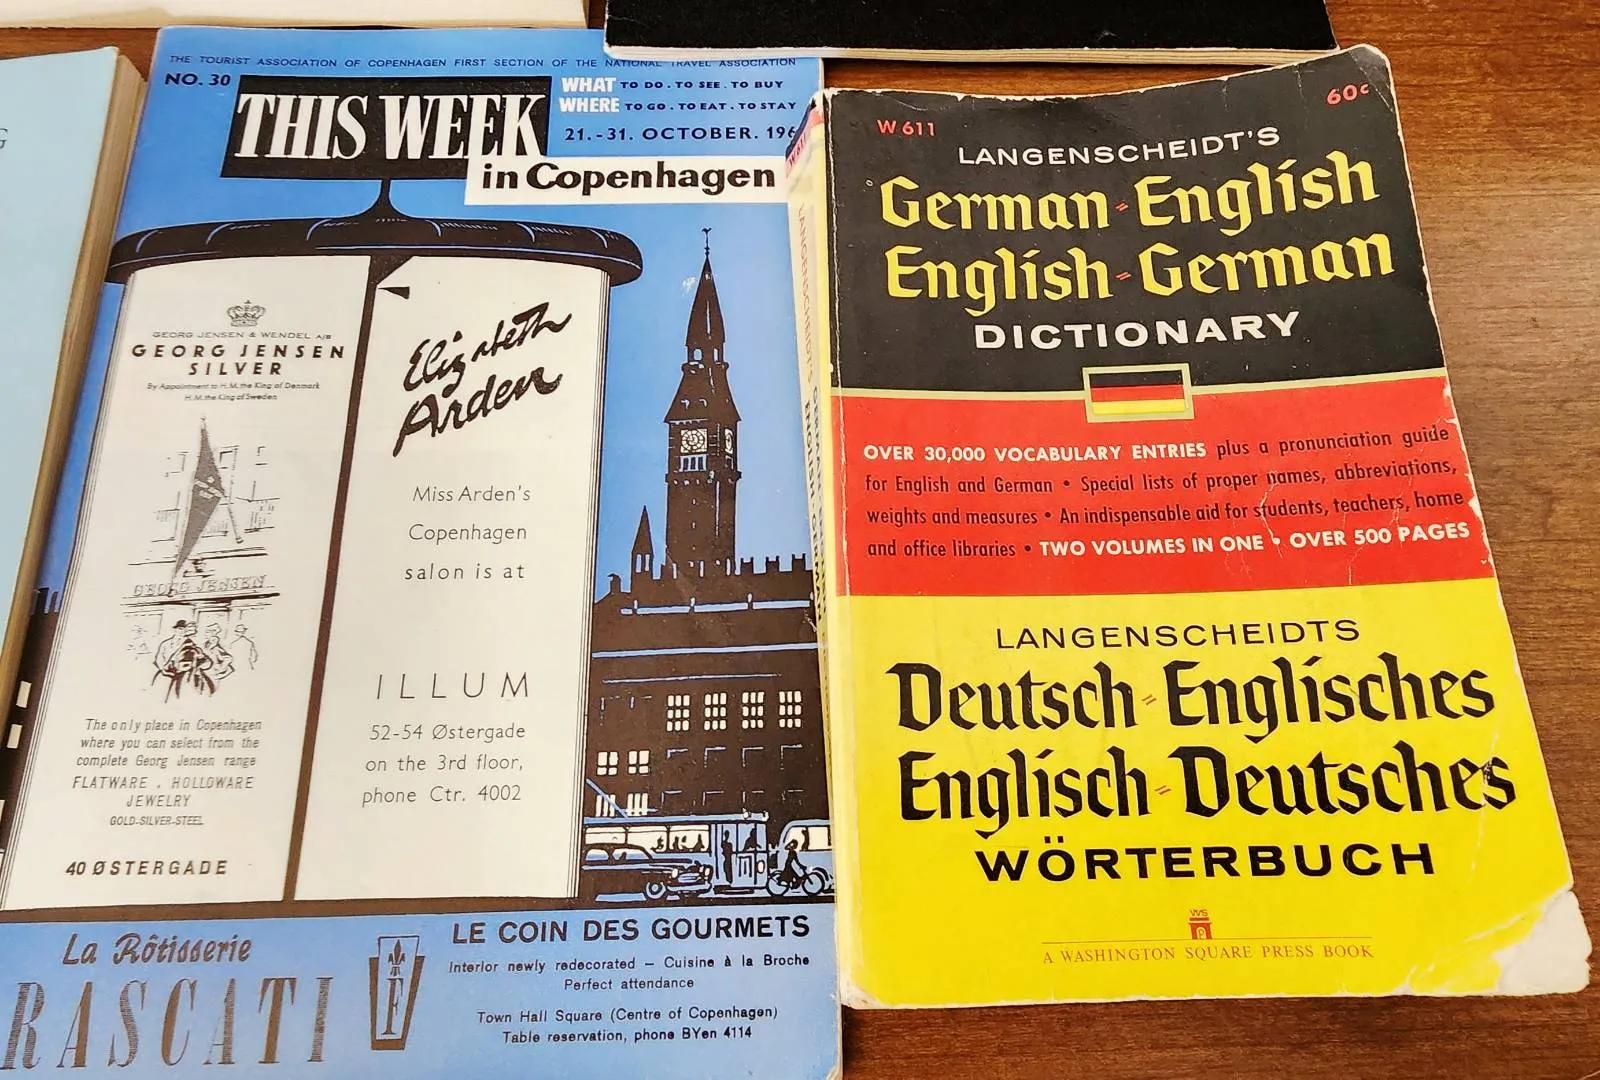 THE TOURIST ASSOCIATION OF COPENHAGEN FIRST SECTION OF THE NATIONAL TRAVEL ASSOCIATION
NO. 30
THIS WEEK
in Copenhagen
WHAT TO DO . TO SEE . TO BUY
WHERE TO GO . TO EAT . TO STAY
21.-31. OCTOBER. 196
GEORG JENSEN & WENDEL A/S
GEORG JENSEN
SILVER
By Appointment to H.M. the King of Denmark
H.M. the King of Sweden
GEORG JENSEN
The only place in Copenhagen
where you can select from the
complete Georg Jensen range
FLATWARE . HOLLOWARE
JEWELRY
GOLD-SILVER-STEEL
40 ØSTERGADE
Elizabeth
Arden
Miss Arden's
Copenhagen
salon is at
ILLUM
52-54 Østergade
on the 3rd floor,
phone Ctr. 4002
La Rôtisserie
RASCATI
F
LE COIN DES GOURMETS
Interior newly redecorated – Cuisine à la Broche
Perfect attendance
Town Hall Square (Centre of Copenhagen)
Table reservation, phone BYen 4114
W 611
60c
LANGENSCHEIDT'S
German-English
English-German
DICTIONARY
OVER 30,000 VOCABULARY ENTRIES plus a pronunciation guide
for English and German • Special lists of proper names, abbreviations,
weights and measures • An indispensable aid for students, teachers, home
and office libraries • TWO VOLUMES IN ONE • OVER 500 PAGES
LANGENSCHEIDTS
Deutsch-Englisches
Englisch-Deutsches
WÖRTERBUCH
WS
P
A WASHINGTON SQUARE PRESS BOOK